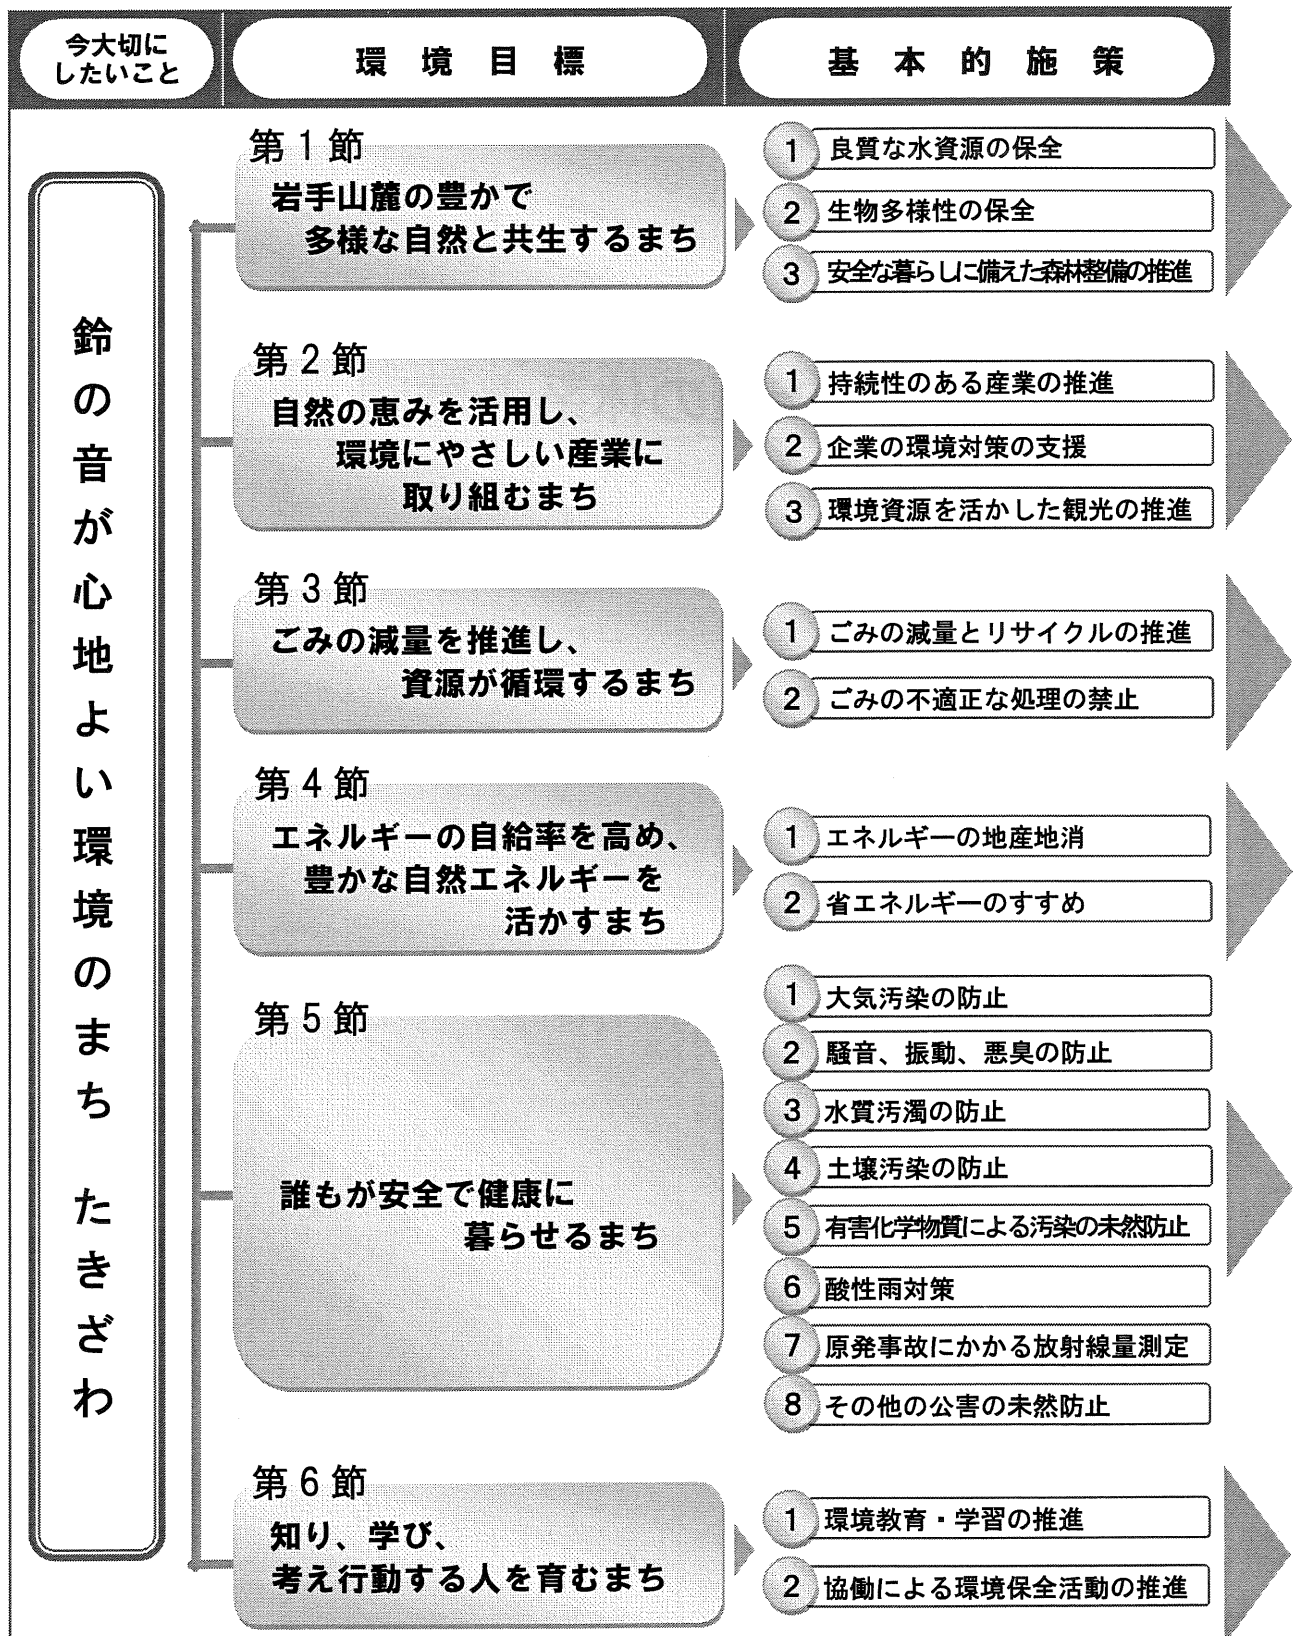 今大切に
したいこと
環境目標
基本的施策
鈴の音が心地よい環境のまち たきざわ
第1節
岩手山麓の豊かで
多様な自然と共生するまち
1 良質な水資源の保全
2 生物多様性の保全
3 安全な暮らしに備えた森林整備の推進
第2節
自然の恵みを活用し、
環境にやさしい産業に
取り組むまち
1 持続性のある産業の推進
2 企業の環境対策の支援
3 環境資源を活かした観光の推進
第3節
ごみの減量を推進し、
資源が循環するまち
1 ごみの減量とリサイクルの推進
2 ごみの不適正な処理の禁止
第4節
エネルギーの自給率を高め、
豊かな自然エネルギーを
活かすまち
1 エネルギーの地産地消
2 省エネルギーのすすめ
第5節
誰もが安全で健康に
暮らせるまち
1 大気汚染の防止
2 騒音、振動、悪臭の防止
3 水質汚濁の防止
4 土壌汚染の防止
5 有害化学物質による汚染の未然防止
6 酸性雨対策
7 原発事故にかかる放射線量測定
8 その他の公害の未然防止
第6節
知り、学び、
考え行動する人を育むまち
1 環境教育・学習の推進
2 協働による環境保全活動の推進